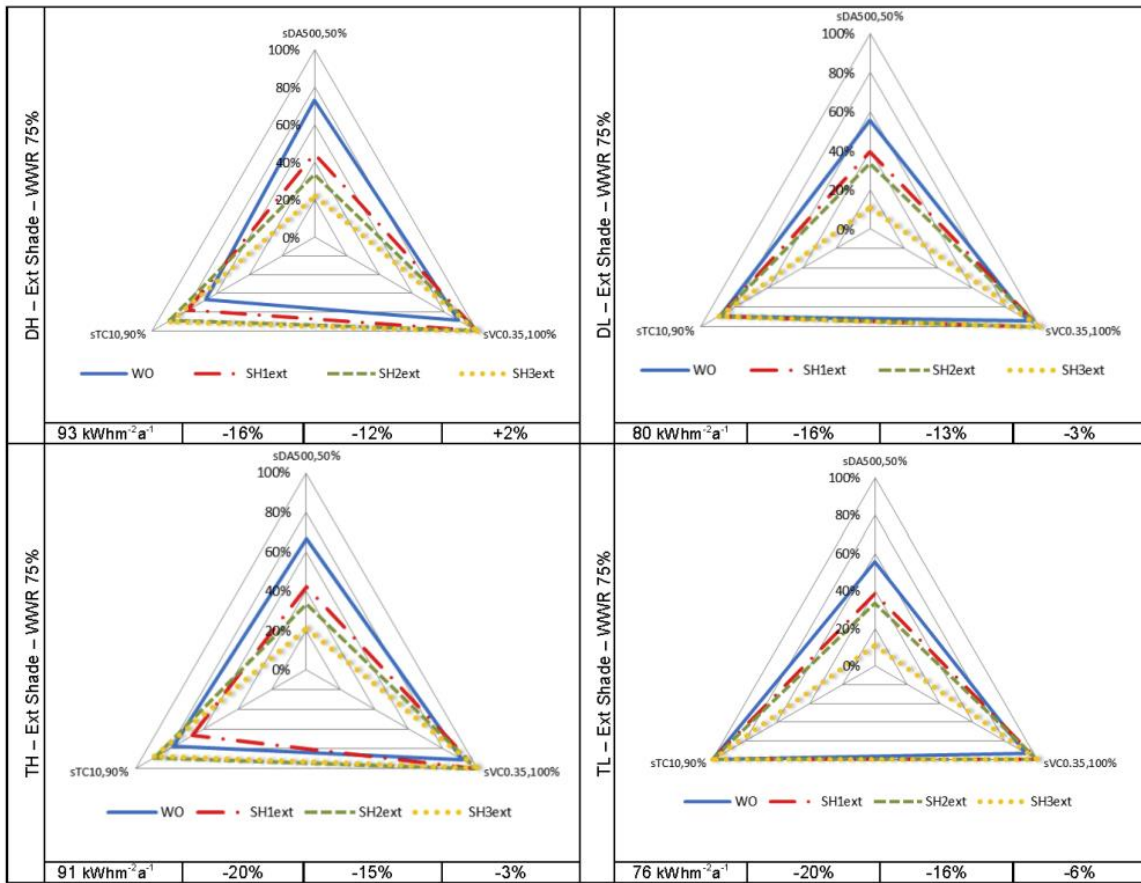 DH – Ext Shade – WWR 75%
sDA500,50%
100%
80%
60%
40%
20%
0%
sTC10,90%
sVC0.35,100%
WO SH1ext SH2ext SH3ext
93 kWhm⁻²a⁻¹ -16% -12% +2%
DL – Ext Shade – WWR 75%
sDA500,50%
100%
80%
60%
40%
20%
0%
sTC10,90%
sVC0.35,100%
WO SH1ext SH2ext SH3ext
80 kWhm⁻²a⁻¹ -16% -13% -3%
TH – Ext Shade – WWR 75%
sDA500,50%
100%
80%
60%
40%
20%
0%
sTC10,90%
sVC0.35,100%
WO SH1ext SH2ext SH3ext
91 kWhm⁻²a⁻¹ -20% -15% -3%
TL – Ext Shade – WWR 75%
sDA500,50%
100%
80%
60%
40%
20%
0%
sTC10,90%
sVC0.35,100%
WO SH1ext SH2ext SH3ext
76 kWhm⁻²a⁻¹ -20% -16% -6%